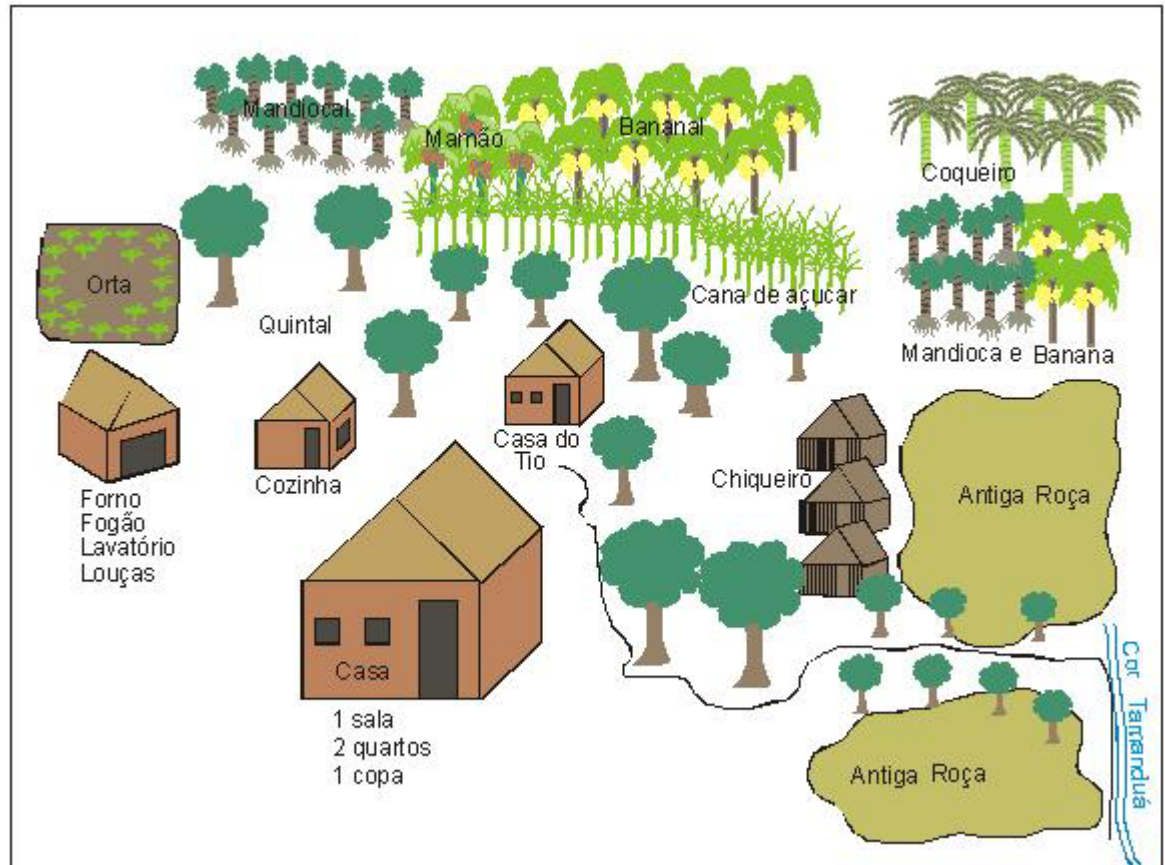 Mandiocal
Mamão
Bananal
Coqueiro
Orta
Cana de açucar
Quintal
Mandioca e Banana
Casa do
Tio
Cozinha
Chiqueiro
Forno
Fogão
Lavatório
Louças
Antiga Roça
Casa
1 sala
2 quartos
1 copa
Antiga Roça
Cor Tamanduá